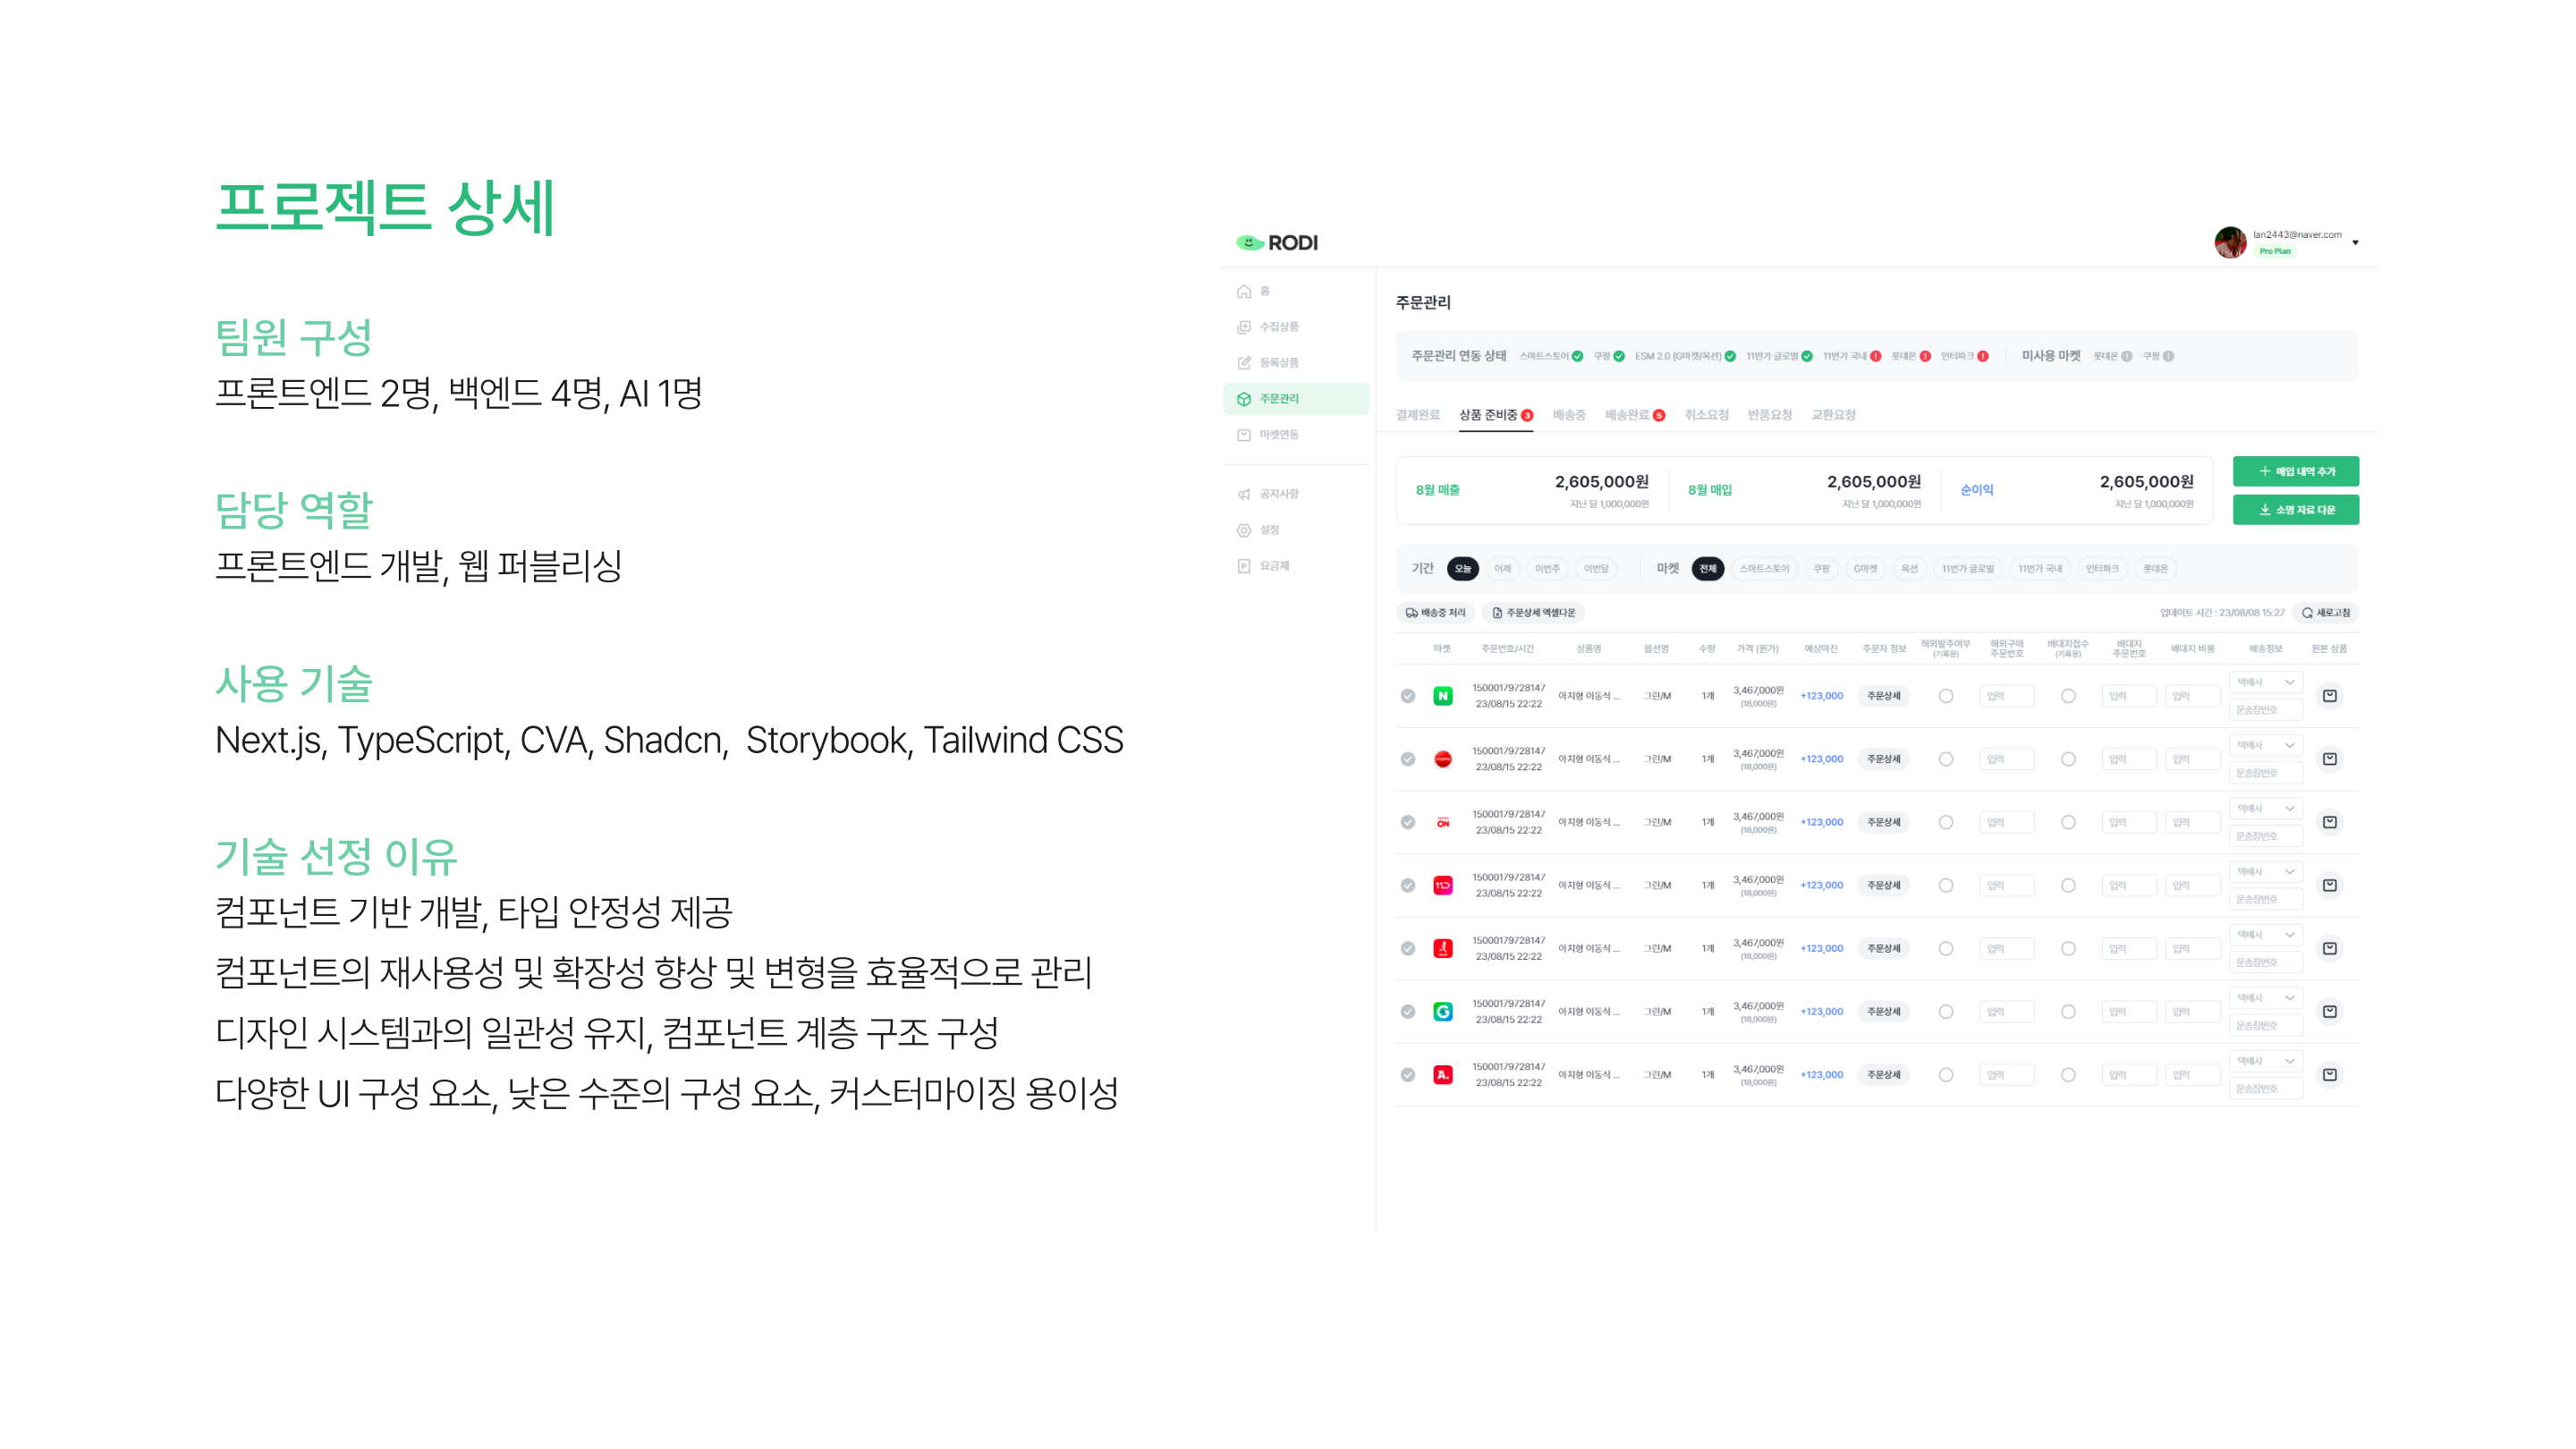 프로젝트 상세
팀원 구성
프론트엔드 2명, 백엔드 4명, AI 1명
담당 역할
프론트엔드 개발, 웹 퍼블리싱
사용 기술
Next.js, TypeScript, CVA, Shadcn, Storybook, Tailwind CSS
기술 선정 이유
컴포넌트 기반 개발, 타입 안정성 제공
컴포넌트의 재사용성 및 확장성 향상 및 변형을 효율적으로 관리
디자인 시스템과의 일관성 유지, 컴포넌트 계층 구조 구성
다양한 UI 구성 요소, 낮은 수준의 구성 요소, 커스터마이징 용이성
RODI
lan2443@naver.com
Pro Plan
홈
수집상품
등록상품
주문관리
마켓연동
공지사항
설정
요금제
주문관리
주문관리 연동 상태 스마트스토어 쿠팡 ESM 2.0 (G마켓/옥션) 11번가 글로벌 11번가 국내 롯데온 인터파크 미사용 마켓 롯데온 쿠팡
결제완료 상품 준비중 3 배송중 배송완료 5 취소요청 반품요청 교환요청
8월 매출 2,605,000원 8월 매입 2,605,000원 순이익 2,605,000원
지난 달 1,000,000원 지난 달 1,000,000원 지난 달 1,000,000원
매입 내역 추가
소명 자료 다운
기간 오늘 어제 이번주 이번달 마켓 전체 스마트스토어 쿠팡 G마켓 옥션 11번가 글로벌 11번가 국내 인터파크 롯데온
배송중 처리 주문상세 엑셀다운 업데이트 시간 : 23/08/08 15:27 새로고침
마켓 주문번호/시간 상품명 옵션명 수량 가격 (원가) 예상마진 주문자 정보 해외발주여부 (기록용) 해외구매 주문번호 배대지접수 (기록용) 배대지 주문번호 배대지 비용 배송정보 원본 상품
N 15000179728147 23/08/15 22:22 아치형 이동식 ... 그린/M 1개 3,467,000원 (18,000원) +123,000 주문상세 입력 입력 입력 택배사 운송장번호
15000179728147 23/08/15 22:22 아치형 이동식 ... 그린/M 1개 3,467,000원 (18,000원) +123,000 주문상세 입력 입력 입력 택배사 운송장번호
ON 15000179728147 23/08/15 22:22 아치형 이동식 ... 그린/M 1개 3,467,000원 (18,000원) +123,000 주문상세 입력 입력 입력 택배사 운송장번호
11 15000179728147 23/08/15 22:22 아치형 이동식 ... 그린/M 1개 3,467,000원 (18,000원) +123,000 주문상세 입력 입력 입력 택배사 운송장번호
15000179728147 23/08/15 22:22 아치형 이동식 ... 그린/M 1개 3,467,000원 (18,000원) +123,000 주문상세 입력 입력 입력 택배사 운송장번호
G 15000179728147 23/08/15 22:22 아치형 이동식 ... 그린/M 1개 3,467,000원 (18,000원) +123,000 주문상세 입력 입력 입력 택배사 운송장번호
A. 15000179728147 23/08/15 22:22 아치형 이동식 ... 그린/M 1개 3,467,000원 (18,000원) +123,000 주문상세 입력 입력 입력 택배사 운송장번호